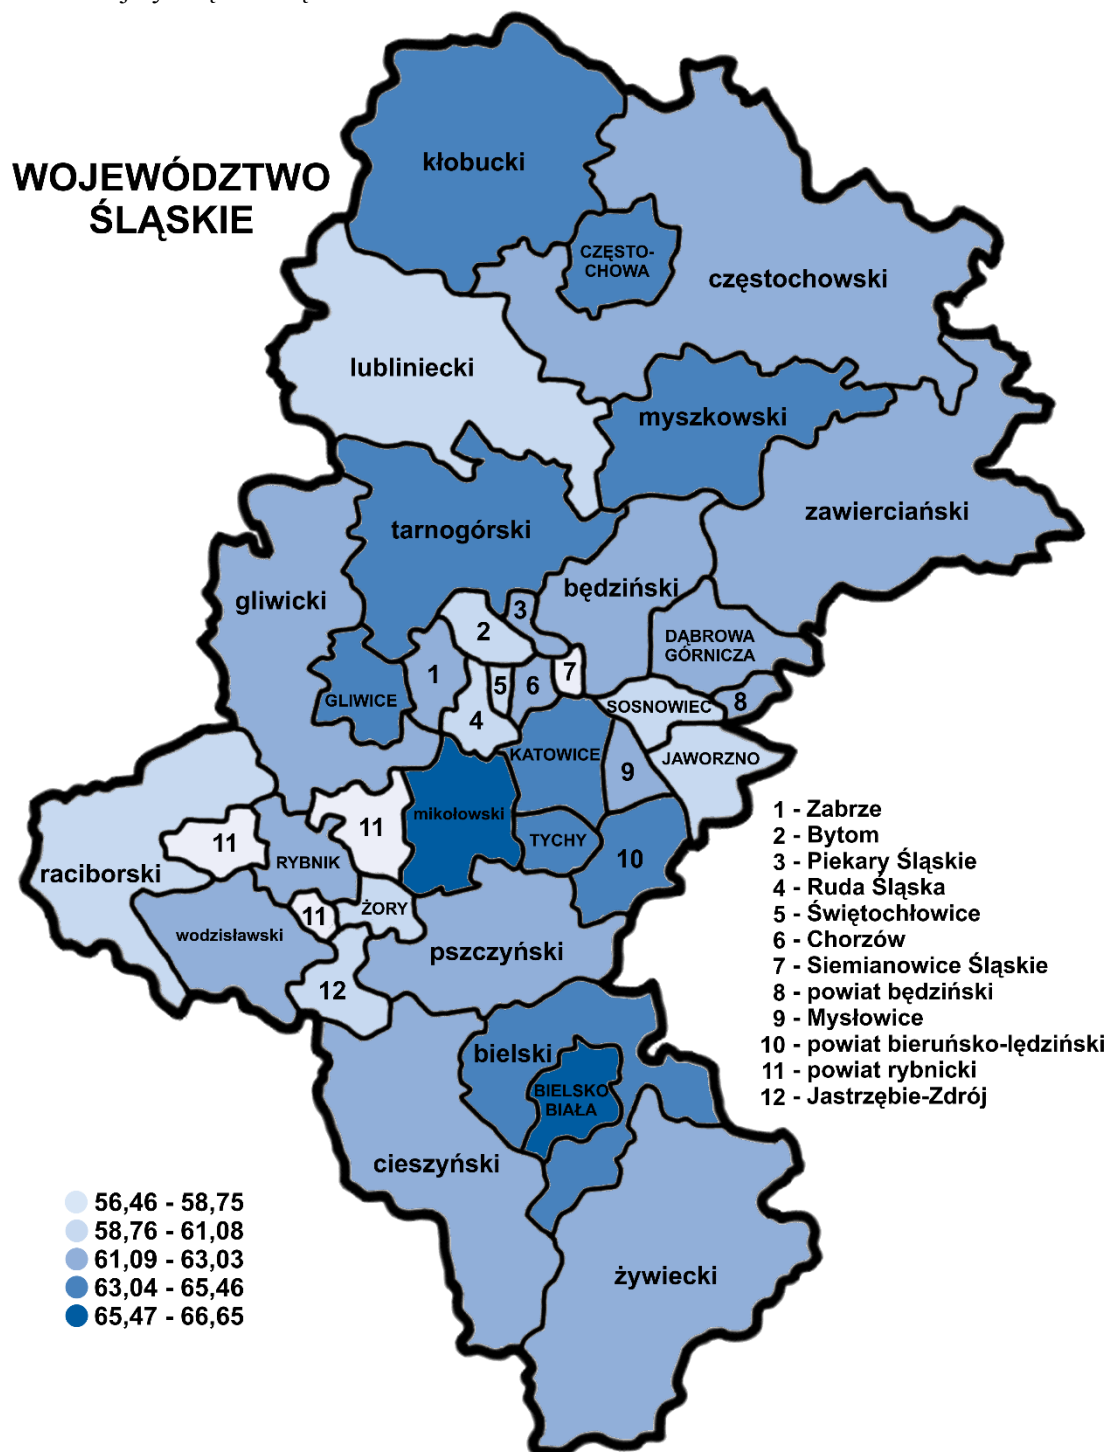 WOJEWÓDZTWO
ŚLĄSKIE
kłobucki
CZĘSTO-
CHOWA
częstochowski
lubliniecki
myszkowski
zawierciański
tarnogórski
będziński
gliwicki
3
2
DĄBROWA
GÓRNICZA
1
5
6
7
8
GLIWICE
4
SOSNOWIEC
KATOWICE
9
JAWORZNO
mikołowski
11
11
TYCHY
10
RYBNIK
raciborski
11
ŻORY
wodzisławski
pszczyński
12
bielski
BIELSKO
BIAŁA
cieszyński
żywiecki
1 - Zabrze
2 - Bytom
3 - Piekary Śląskie
4 - Ruda Śląska
5 - Świętochłowice
6 - Chorzów
7 - Siemianowice Śląskie
8 - powiat będziński
9 - Mysłowice
10 - powiat bieruńsko-lędziński
11 - powiat rybnicki
12 - Jastrzębie-Zdrój
56,46 - 58,75
58,76 - 61,08
61,09 - 63,03
63,04 - 65,46
65,47 - 66,65